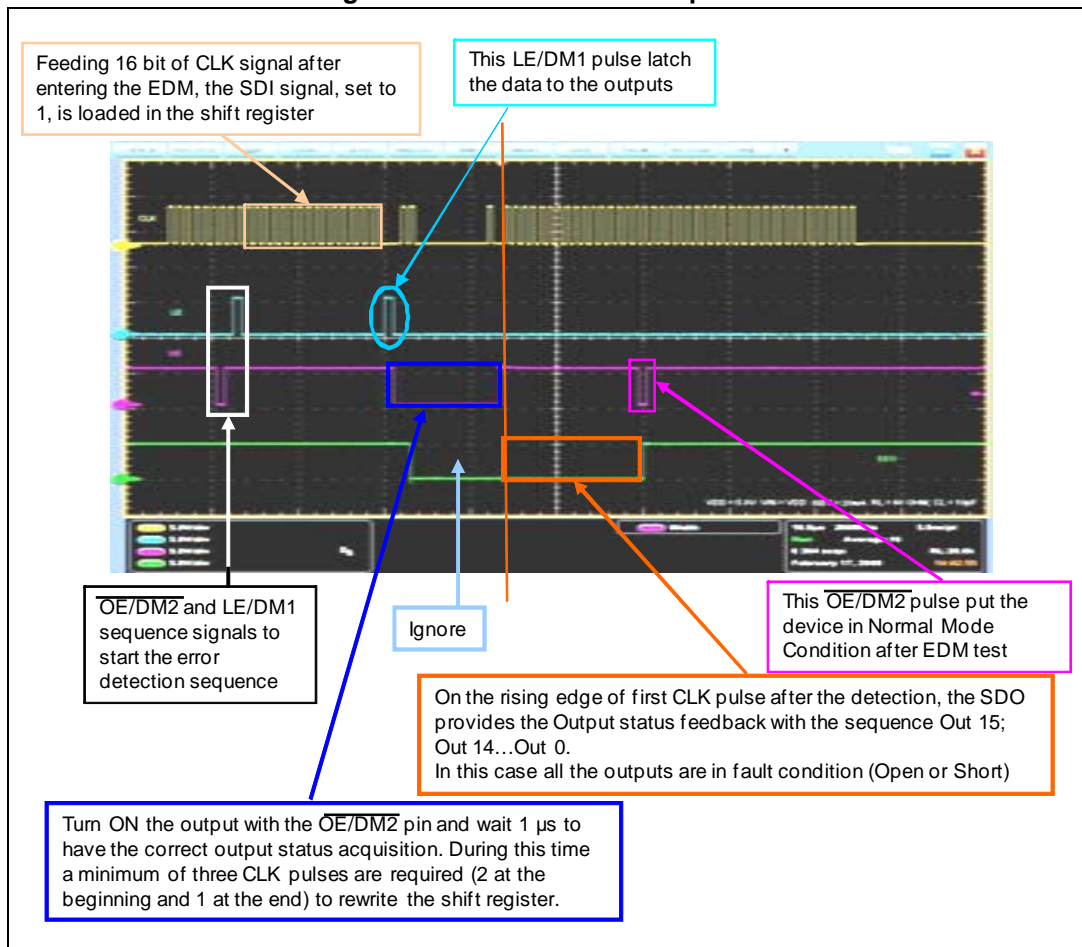 Feeding 16 bit of CLK signal after
entering the EDM, the SDI signal, set to
1, is loaded in the shift register
This LE/DM1 pulse latch
the data to the outputs
CLK
OE/DM2 and LE/DM1
sequence signals to
start the error
detection sequence
Ignore
This OE/DM2 pulse put the
device in Normal Mode
Condition after EDM test
On the rising edge of first CLK pulse after the detection, the SDO
provides the Output status feedback with the sequence Out 15;
Out 14…Out 0.
In this case all the outputs are in fault condition (Open or Short)
Turn ON the output with the OE/DM2 pin and wait 1 µs to
have the correct output status acquisition. During this time
a minimum of three CLK pulses are required (2 at the
beginning and 1 at the end) to rewrite the shift register.